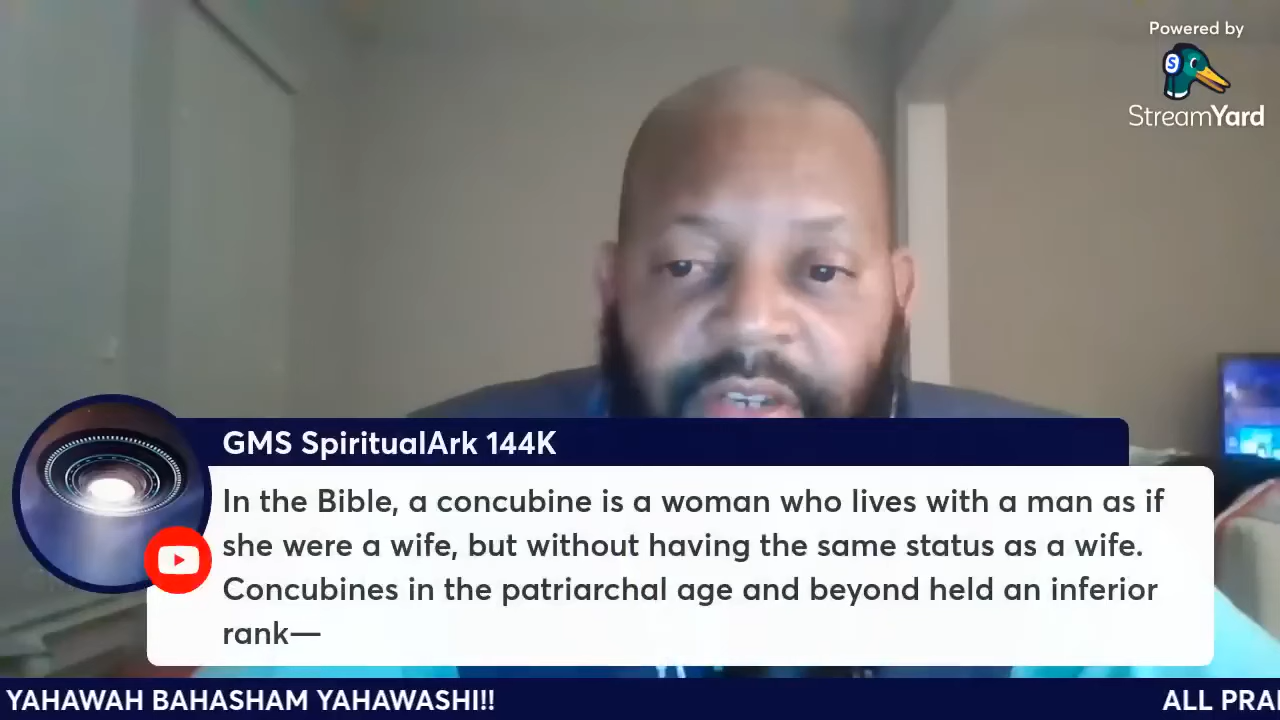 Powered by
StreamYard
GMS SpiritualArk 144K
In the Bible, a concubine is a woman who lives with a man as if
she were a wife, but without having the same status as a wife.
Concubines in the patriarchal age and beyond held an inferior
rank—
YAHAWAH BAHASHAM YAHAWASHI!!
ALL PRAI